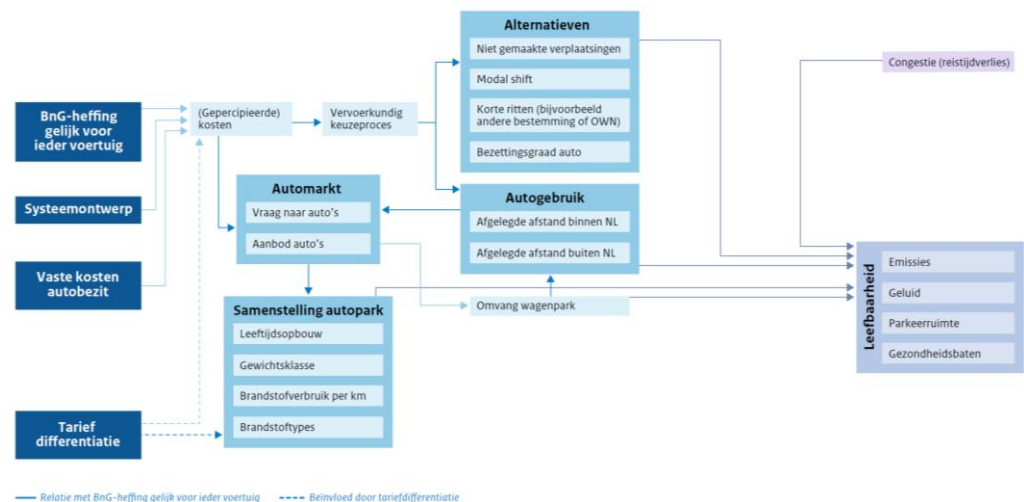 BnG-heffing
gelijk voor
ieder voertuig
Systeemontwerp
Vaste kosten
autobezit
Tarief
differentiatie
(Gepercipieerde)
kosten
Vervoerkundig
keuzeproces
Alternatieven
Niet gemaakte verplaatsingen
Modal shift
Korte ritten (bijvoorbeeld
andere bestemming of OWN)
Bezettingsgraad auto
Automarkt
Vraag naar auto's
Aanbod auto's
Autogebruik
Afgelegde afstand binnen NL
Afgelegde afstand buiten NL
Samenstelling autopark
Leeftijdsopbouw
Gewichtsklasse
Brandstofverbruik per km
Brandstoftypes
Omvang wagenpark
Congestie (reistijdverlies)
Leefbaarheid
Emissies
Geluid
Parkeerruimte
Gezondheidsbaten
Relatie met BnG-heffing gelijk voor ieder voertuig
Beïnvloed door tariefdifferentiatie